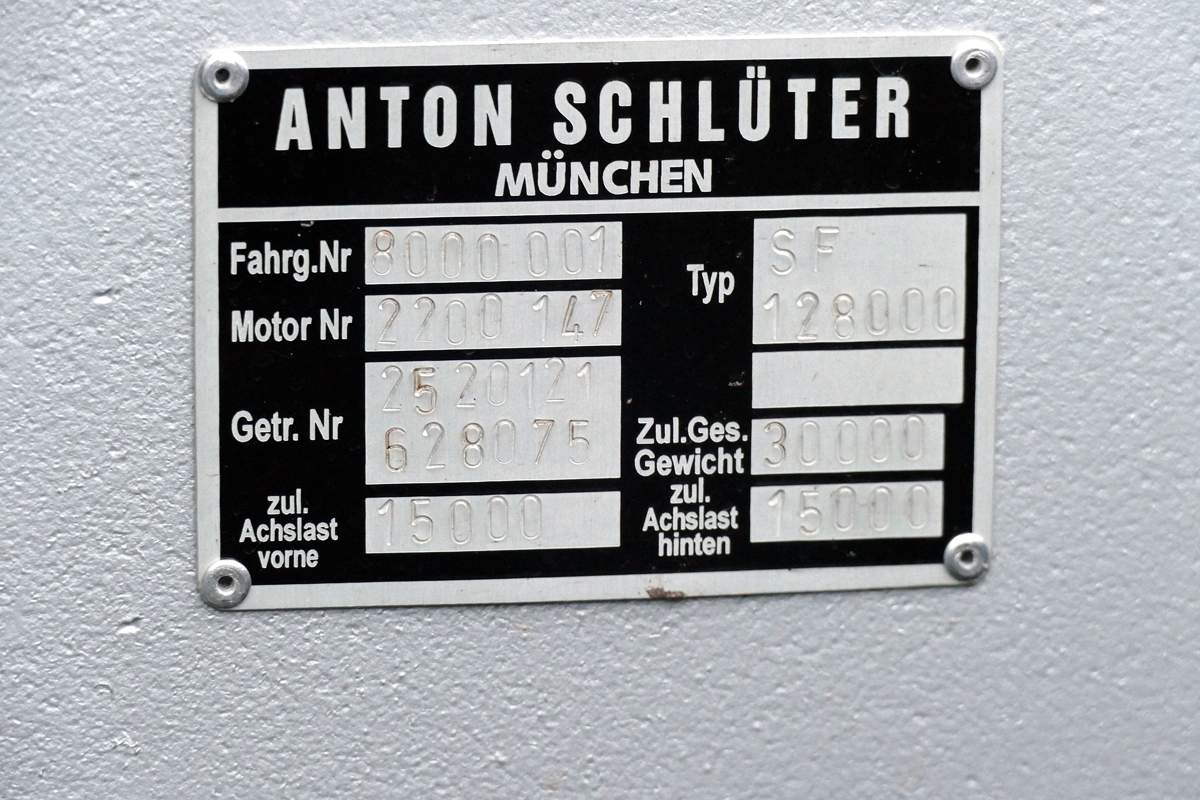 ANTON SCHLÜTER
MÜNCHEN
Fahrg.Nr 8000 001
Motor Nr 2200 147
Getr. Nr 2520121
628075
zul.
Achslast
vorne
15000
Typ
SF
128000
Zul.Ges.
Gewicht
30000
zul.
Achslast
hinten
15000